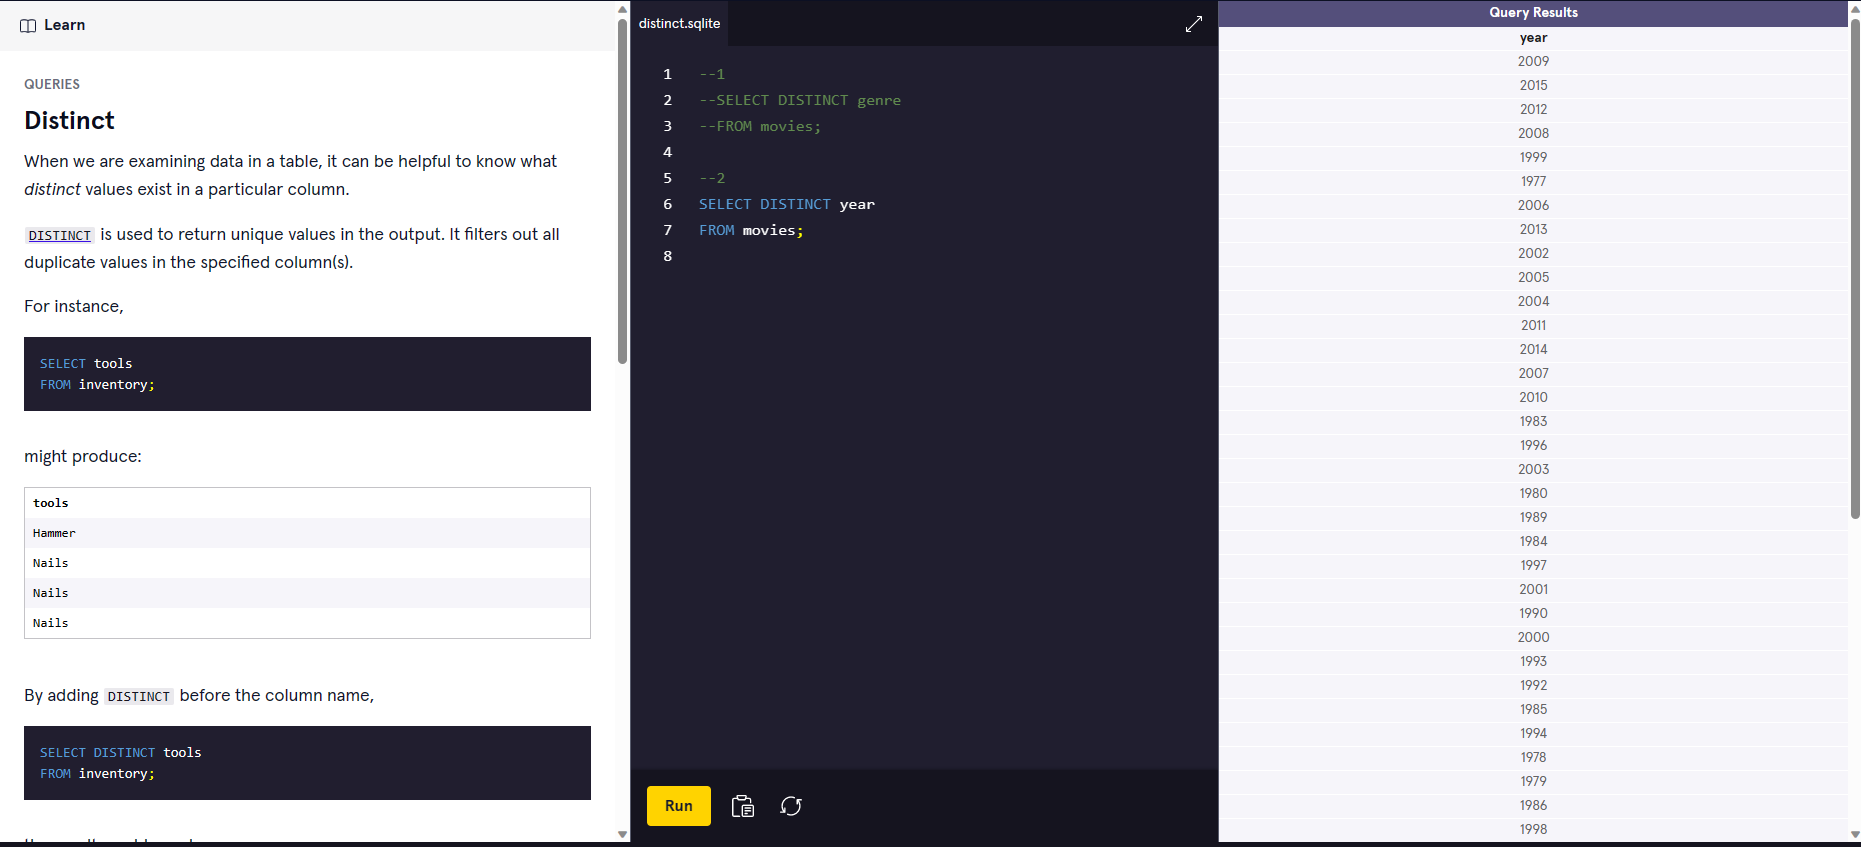 Learn
QUERIES
Distinct
When we are examining data in a table, it can be helpful to know what
distinct values exist in a particular column.
DISTINCT is used to return unique values in the output. It filters out all
duplicate values in the specified column(s).
For instance,
SELECT tools
FROM inventory;
might produce:
tools
Hammer
Nails
Nails
Nails
By adding DISTINCT before the column name,
SELECT DISTINCT tools
FROM inventory;
distinct.sqlite
1 --1
2 --SELECT DISTINCT genre
3 --FROM movies;
4
5 --2
6 SELECT DISTINCT year
7 FROM movies;
8
Run
Query Results
year
2009
2015
2012
2008
1999
1977
2006
2013
2002
2005
2004
2011
2014
2007
2010
1983
1996
2003
1980
1989
1984
1997
2001
1990
2000
1993
1992
1985
1994
1978
1979
1986
1998